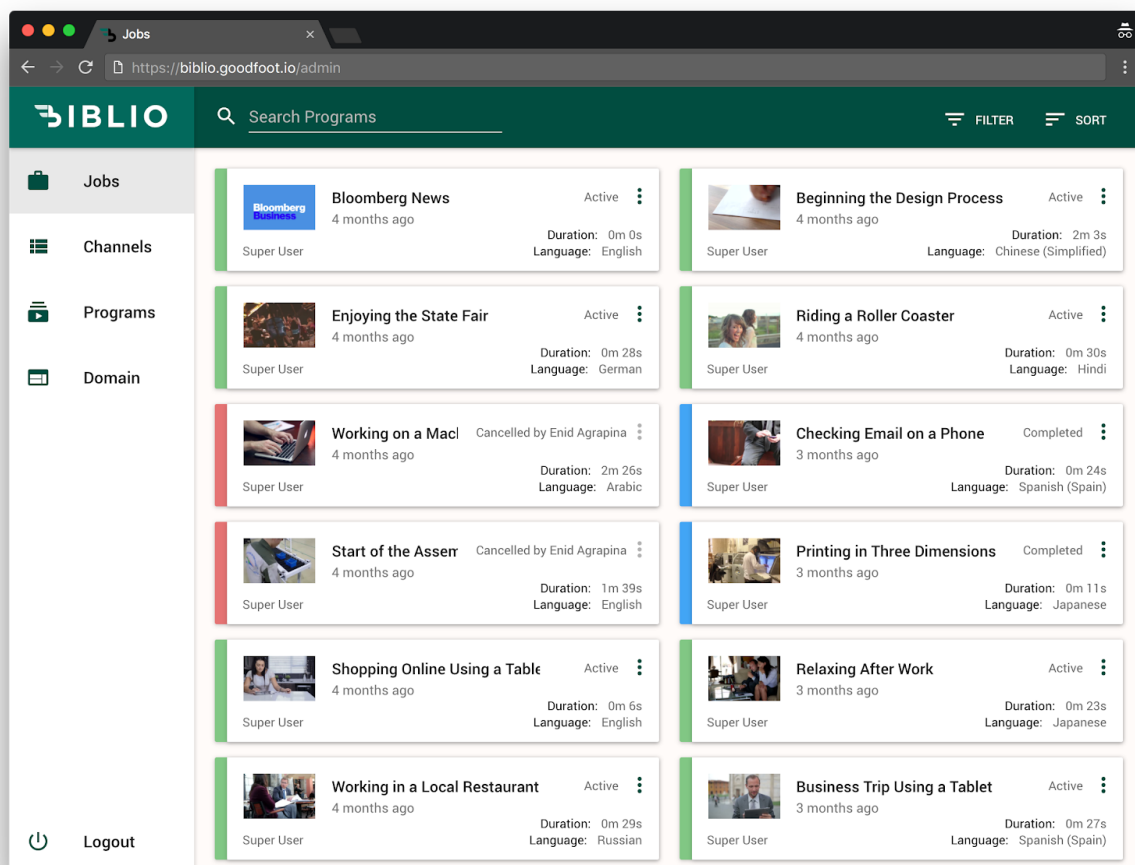 Jobs
https://biblio.goodfoot.io/admin
BIBLIO
Search Programs
FILTER
SORT
Jobs
Channels
Programs
Domain
Logout
Bloomberg Business
Bloomberg News
Active
4 months ago
Duration: 0m 0s
Super User
Language: English
Beginning the Design Process
Active
4 months ago
Duration: 2m 3s
Super User
Language: Chinese (Simplified)
Enjoying the State Fair
Active
4 months ago
Duration: 0m 28s
Super User
Language: German
Riding a Roller Coaster
Active
4 months ago
Duration: 0m 30s
Super User
Language: Hindi
Working on a Macl
Cancelled by Enid Agrapina
4 months ago
Duration: 2m 26s
Super User
Language: Arabic
Checking Email on a Phone
Completed
3 months ago
Duration: 0m 24s
Super User
Language: Spanish (Spain)
Start of the Assem
Cancelled by Enid Agrapina
4 months ago
Duration: 1m 39s
Super User
Language: English
Printing in Three Dimensions
Completed
3 months ago
Duration: 0m 11s
Super User
Language: Japanese
Shopping Online Using a Table
Active
4 months ago
Duration: 0m 6s
Super User
Language: English
Relaxing After Work
Active
3 months ago
Duration: 0m 23s
Super User
Language: Japanese
Working in a Local Restaurant
Active
4 months ago
Duration: 0m 29s
Super User
Language: Russian
Business Trip Using a Tablet
Active
3 months ago
Duration: 0m 27s
Super User
Language: Spanish (Spain)